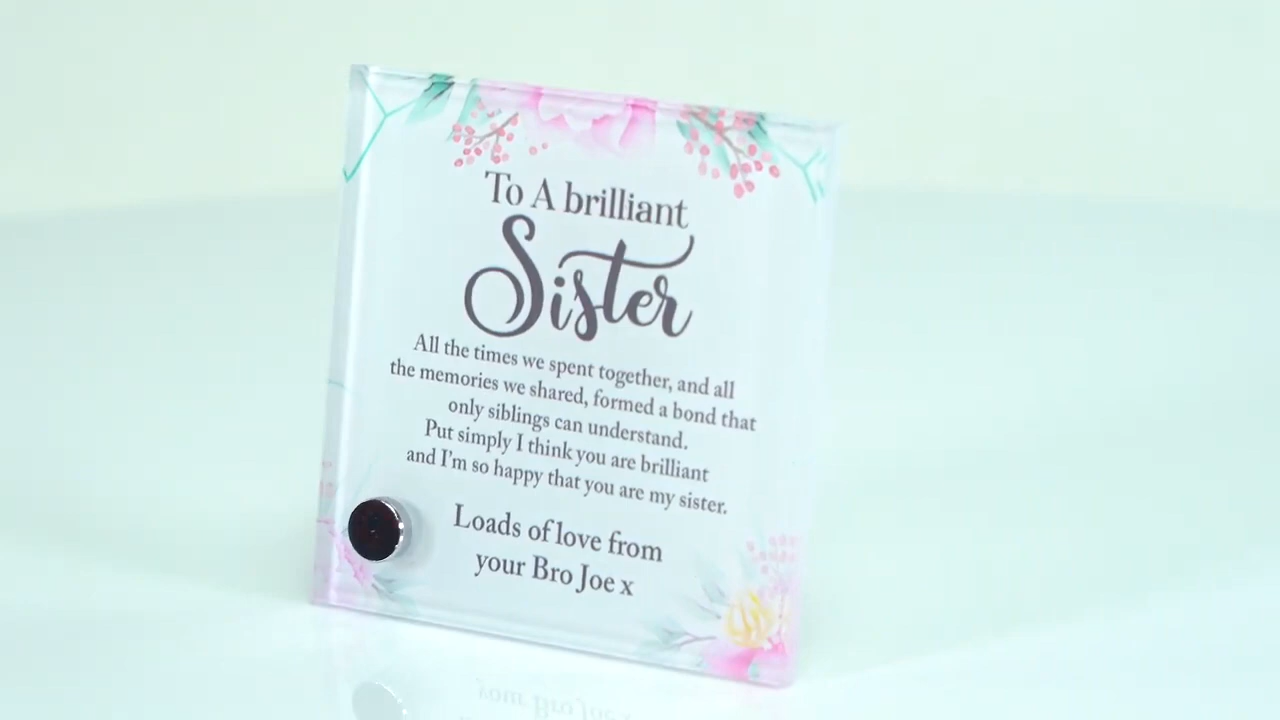 To A brilliant
Sister
All the times we spent together, and all
the memories we shared, formed a bond that
only siblings can understand.
Put simply I think you are brilliant
and I'm so happy that you are my sister.
Loads of love from
your Bro Joe x